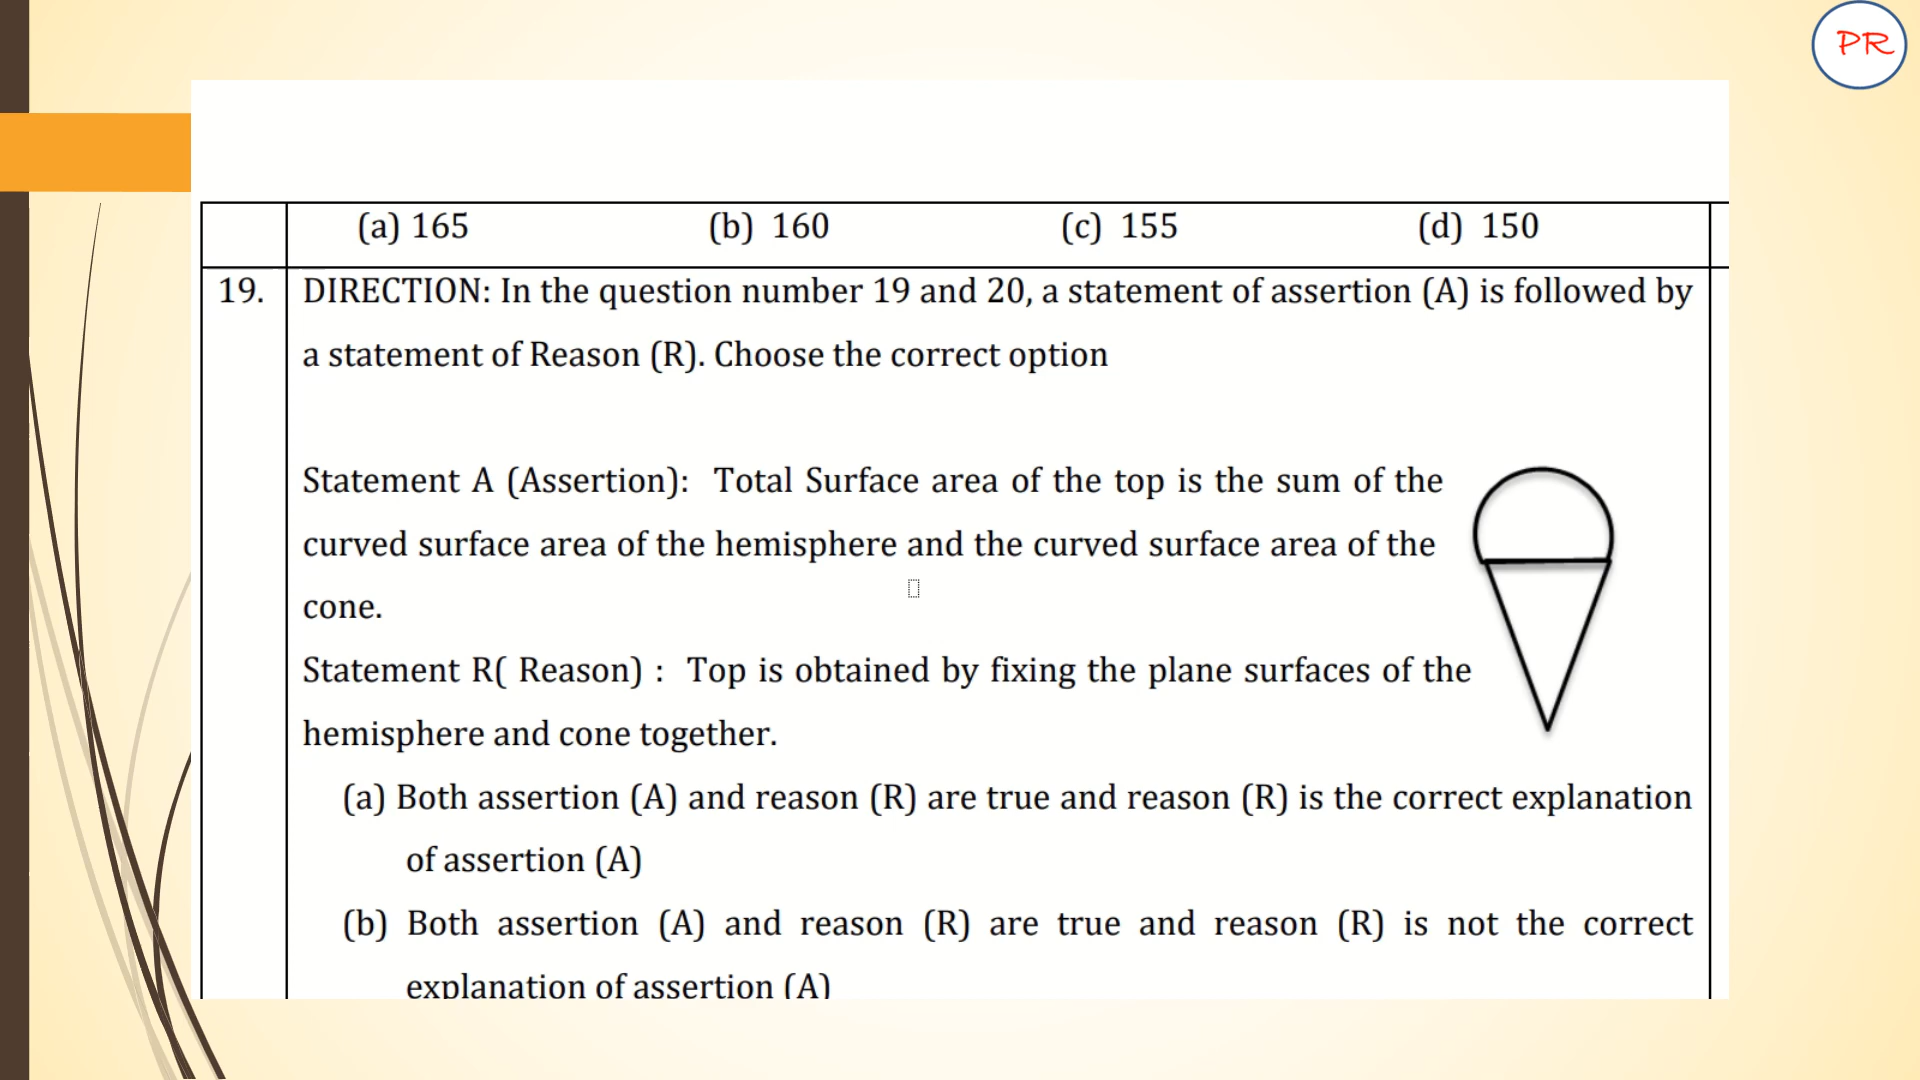 PR
(a) 165 (b) 160 (c) 155 (d) 150
19. DIRECTION: In the question number 19 and 20, a statement of assertion (A) is followed by
a statement of Reason (R). Choose the correct option
Statement A (Assertion): Total Surface area of the top is the sum of the
curved surface area of the hemisphere and the curved surface area of the
cone.
Statement R( Reason) : Top is obtained by fixing the plane surfaces of the
hemisphere and cone together.
(a) Both assertion (A) and reason (R) are true and reason (R) is the correct explanation
of assertion (A)
(b) Both assertion (A) and reason (R) are true and reason (R) is not the correct
explanation of assertion (A)